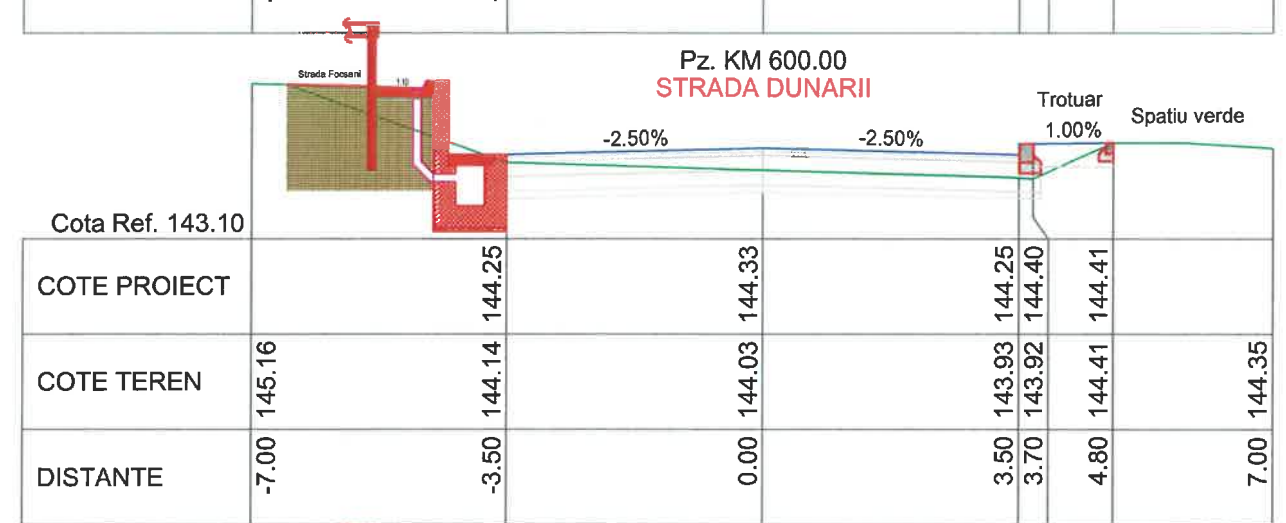 Pz. KM 600.00
STRADA DUNARII
Strada Focsani
1:10
-2.50%
-2.50%
Trotuar
1.00%
Spatiu verde
Cota Ref. 143.10
COTE PROIECT 144.25 144.33 144.25 144.40 144.41
COTE TEREN 145.16 144.14 144.03 143.93 143.92 144.41 144.35
DISTANTE -7.00 -3.50 0.00 3.50 3.70 4.80 7.00